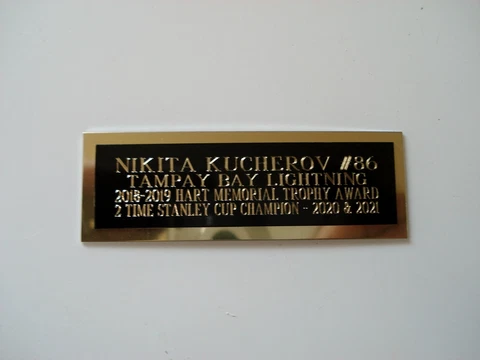 NIKITA KUCHEROV #86
TAMPAY BAY LIGHTNING
2018-2019 HART MEMORIAL TROPHY AWARD
2 TIME STANLEY CUP CHAMPION - 2020 & 2021